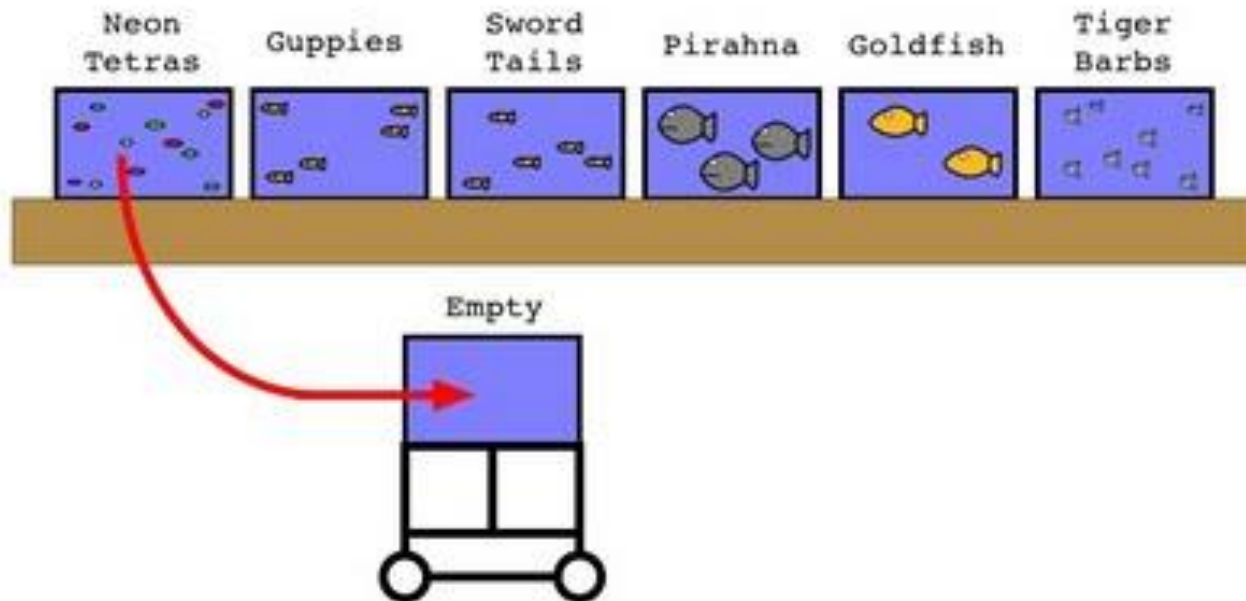 Neon
Tetras
Guppies
Sword
Tails
Pirahna
Goldfish
Tiger
Barbs
Empty